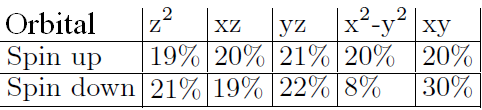 Orbital z² xz yz x²-y² xy
Spin up 19% 20% 21% 20% 20%
Spin down 21% 19% 22% 8% 30%